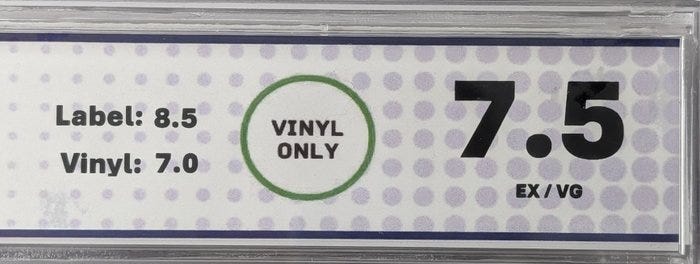 Label: 8.5
Vinyl: 7.0
VINYL
ONLY
7.5
EX / VG